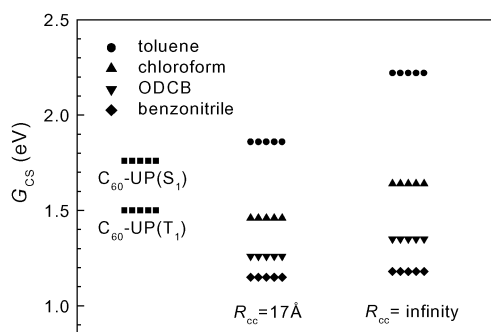 2.5
2.0
1.5
1.0
G_CS (eV)
● toluene
▲ chloroform
▼ ODCB
◆ benzonitrile
C₆₀-UP(S₁)
C₆₀-UP(T₁)
R_cc=17Å
R_cc= infinity